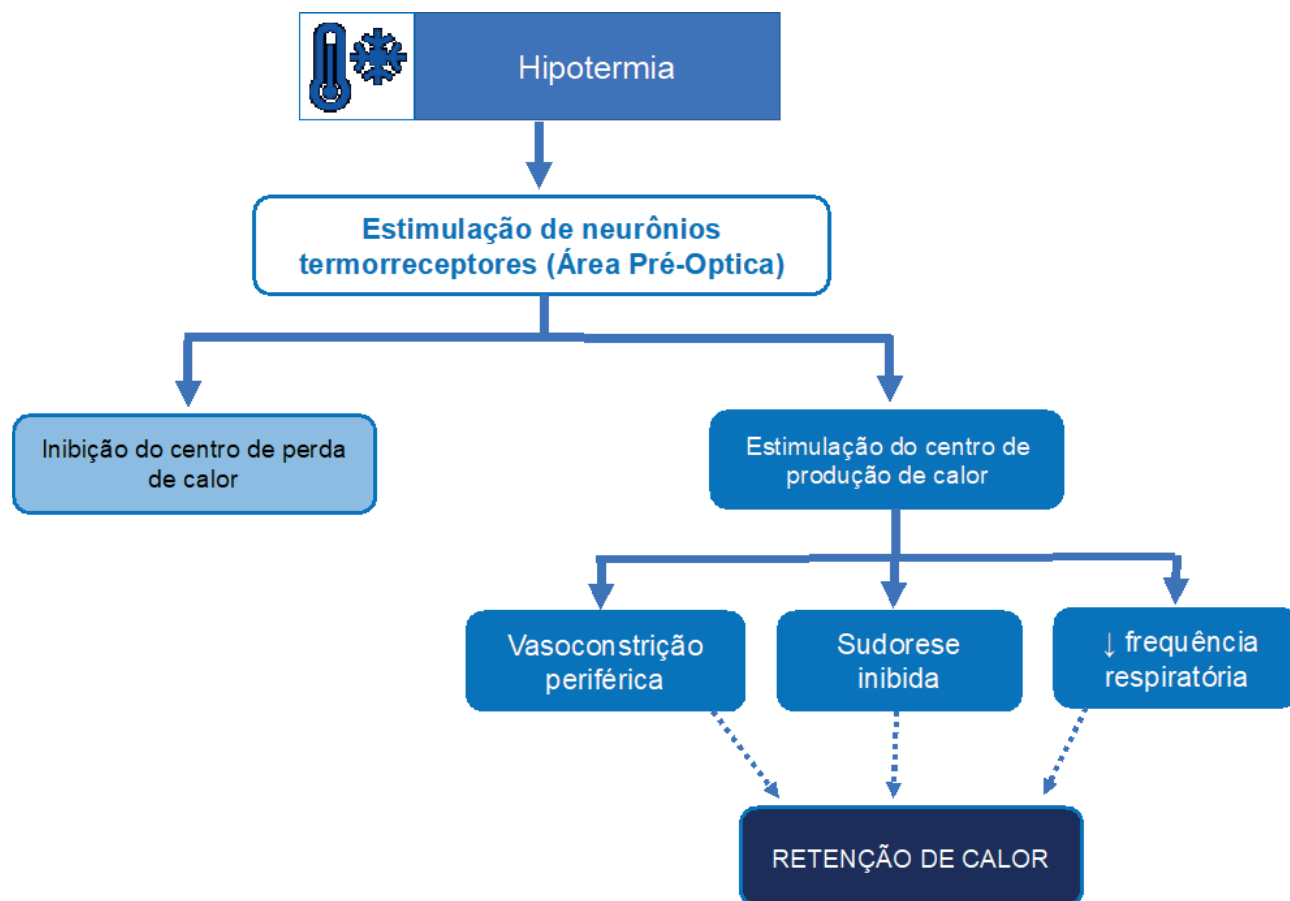 Hipotermia
Estimulação de neurônios
termorreceptores (Área Pré-Optica)
Inibição do centro de perda
de calor
Estimulação do centro de
produção de calor
Vasoconstrição
periférica
Sudorese
inibida
↓ frequência
respiratória
RETENÇÃO DE CALOR